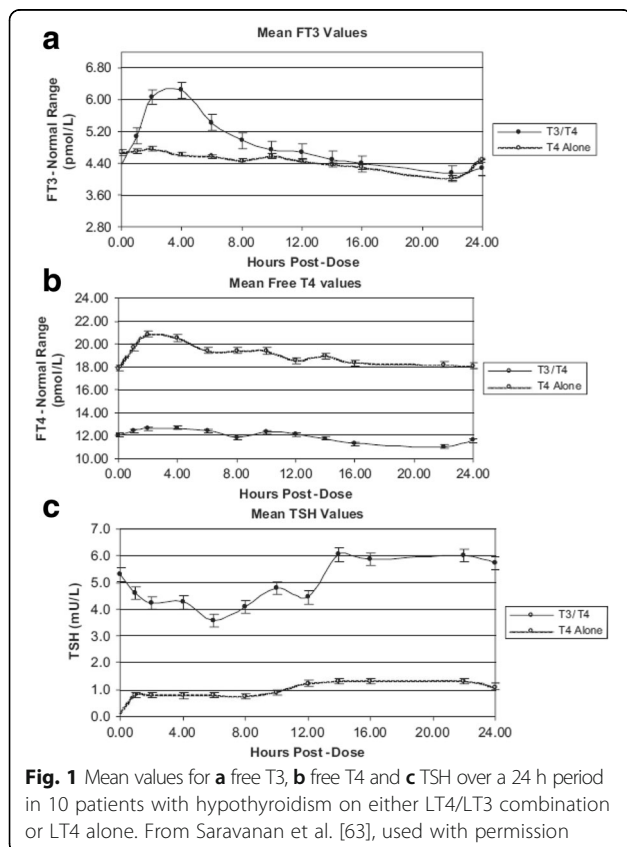 a
Mean FT3 Values
FT3 - Normal Range
(pmol/L)
6.80
6.00
5.20
4.40
3.60
2.80
0.00 4.00 8.00 12.00 16.00 20.00 24.00
Hours Post-Dose
T3/T4
T4 Alone
b
Mean Free T4 values
FT4 - Normal Range
(pmol/L)
24.00
22.00
20.00
18.00
16.00
14.00
12.00
10.00
0.00 4.00 8.00 12.00 16.00 20.00 24.00
Hours Post -Dose
T3/T4
T4 Alone
c
Mean TSH Values
TSH (mU/L)
7.0
6.0
5.0
4.0
3.0
2.0
1.0
0.0
0.00 4.00 8.00 12.00 16.00 20.00 24.00
Hours Post-Dose
T3/T4
T4 Alone
Fig. 1 Mean values for a free T3, b free T4 and c TSH over a 24 h period
in 10 patients with hypothyroidism on either LT4/LT3 combination
or LT4 alone. From Saravanan et al. [63], used with permission